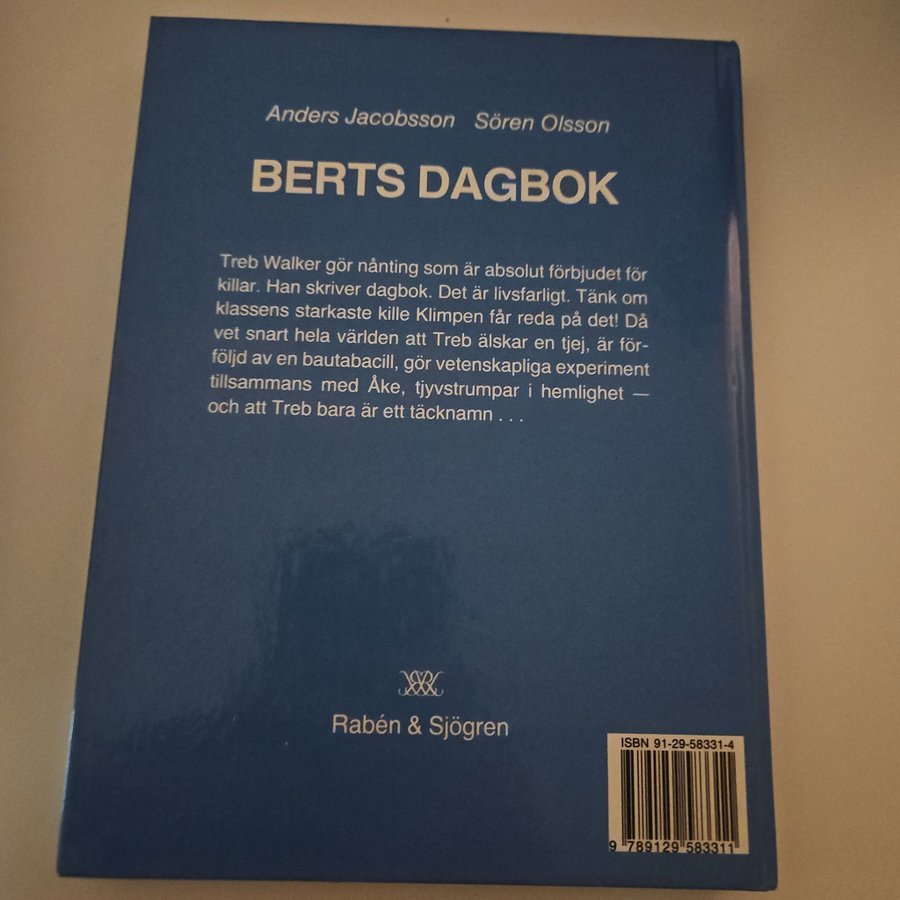 Anders Jacobsson Sören Olsson
BERTS DAGBOK
Treb Walker gör nånting som är absolut förbjudet för
killar. Han skriver dagbok. Det är livsfarligt. Tänk om
klassens starkaste kille Klimpen får reda på det! Då
vet snart hela världen att Treb älskar en tjej, är för-
följd av en bautabacill, gör vetenskapliga experiment
tillsammans med Åke, tjyvstrumpar i hemlighet —
och att Treb bara är ett täcknamn . . .
Rabén & Sjögren
ISBN 91-29-58331-4
9 789129 583311